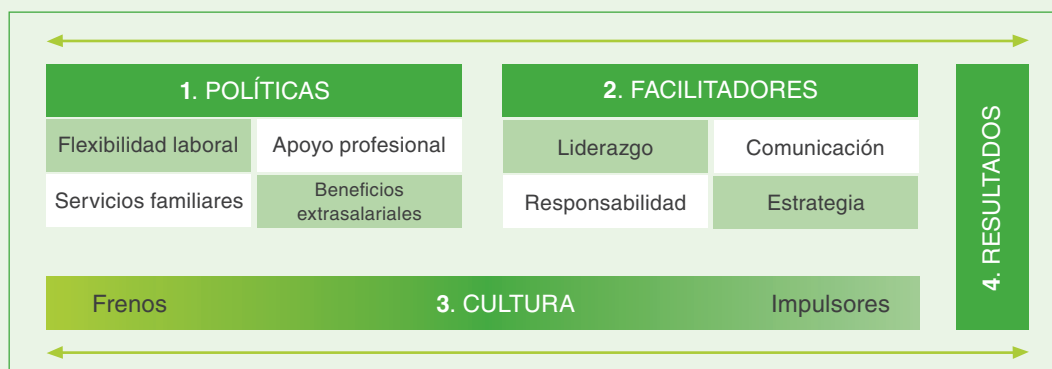 1. POLÍTICAS
Flexibilidad laboral
Apoyo profesional
Servicios familiares
Beneficios
extrasalariales
2. FACILITADORES
Liderazgo
Comunicación
Responsabilidad
Estrategia
Frenos
3. CULTURA
Impulsores
4. RESULTADOS